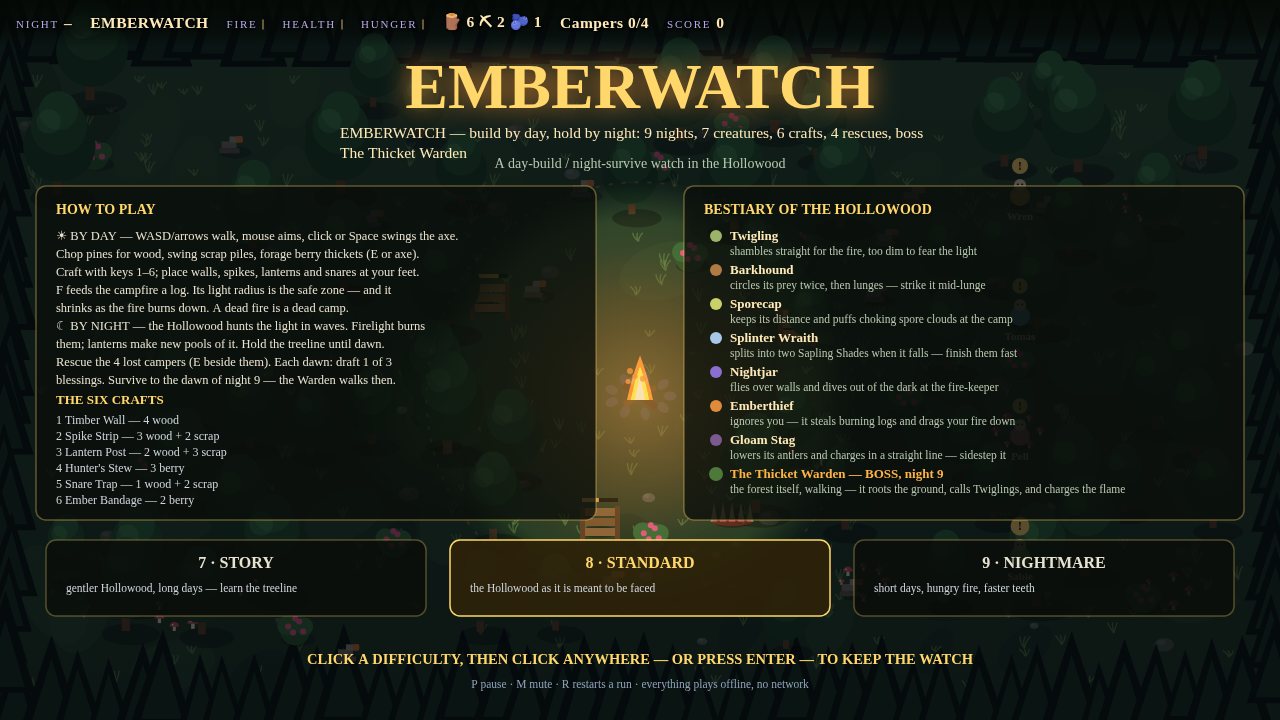 NIGHT – EMBERWATCH FIRE | HEALTH | HUNGER | 🪵 6 ⛏ 2 🫐 1 Campers 0/4 SCORE 0
EMBERWATCH
EMBERWATCH — build by day, hold by night: 9 nights, 7 creatures, 6 crafts, 4 rescues, boss
The Thicket Warden
A day-build / night-survive watch in the Hollowood
HOW TO PLAY
☀ BY DAY — WASD/arrows walk, mouse aims, click or Space swings the axe.
Chop pines for wood, swing scrap piles, forage berry thickets (E or axe).
Craft with keys 1–6; place walls, spikes, lanterns and snares at your feet.
F feeds the campfire a log. Its light radius is the safe zone — and it
shrinks as the fire burns down. A dead fire is a dead camp.
☾ BY NIGHT — the Hollowood hunts the light in waves. Firelight burns
them; lanterns make new pools of it. Hold the treeline until dawn.
Rescue the 4 lost campers (E beside them). Each dawn: draft 1 of 3
blessings. Survive to the dawn of night 9 — the Warden walks then.
THE SIX CRAFTS
1 Timber Wall — 4 wood
2 Spike Strip — 3 wood + 2 scrap
3 Lantern Post — 2 wood + 3 scrap
4 Hunter's Stew — 3 berry
5 Snare Trap — 1 wood + 2 scrap
6 Ember Bandage — 2 berry
BESTIARY OF THE HOLLOWOOD
Twigling
shambles straight for the fire, too dim to fear the light
Barkhound
circles its prey twice, then lunges — strike it mid-lunge
Sporecap
keeps its distance and puffs choking spore clouds at the camp
Splinter Wraith
splits into two Sapling Shades when it falls — finish them fast
Nightjar
flies over walls and dives out of the dark at the fire-keeper
Emberthief
ignores you — it steals burning logs and drags your fire down
Gloam Stag
lowers its antlers and charges in a straight line — sidestep it
The Thicket Warden — BOSS, night 9
the forest itself, walking — it roots the ground, calls Twiglings, and charges the flame
!
Wren
!
Tomas
!
Pell
!
7 · STORY
gentler Hollowood, long days — learn the treeline
8 · STANDARD
the Hollowood as it is meant to be faced
9 · NIGHTMARE
short days, hungry fire, faster teeth
CLICK A DIFFICULTY, THEN CLICK ANYWHERE — OR PRESS ENTER — TO KEEP THE WATCH
P pause · M mute · R restarts a run · everything plays offline, no network